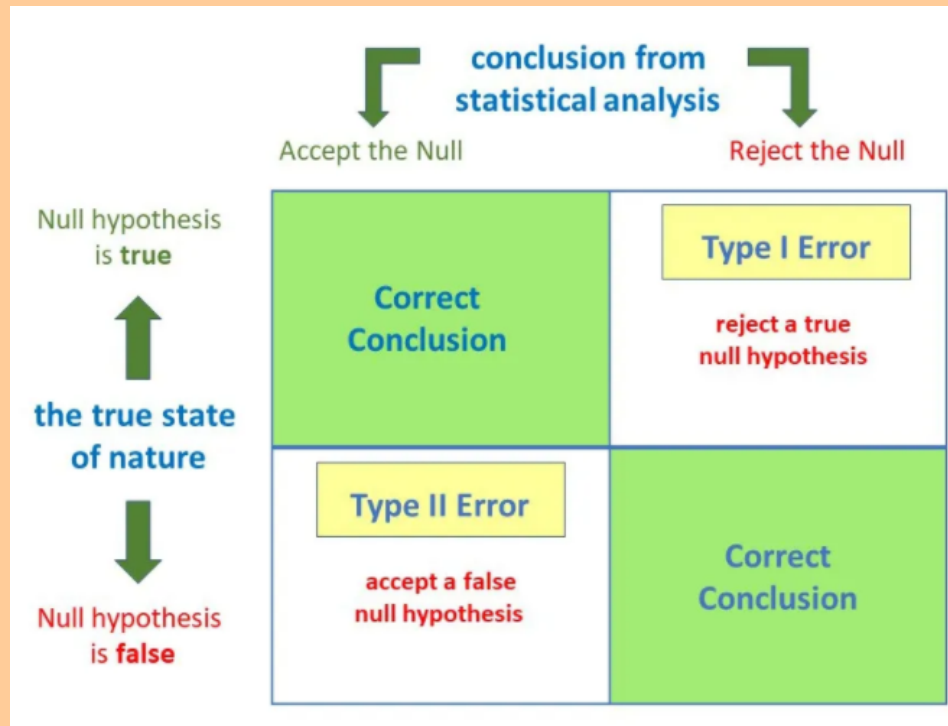 conclusion from
statistical analysis
Accept the Null
Reject the Null
Null hypothesis
is true
Type I Error
Correct
Conclusion
reject a true
null hypothesis
the true state
of nature
Type II Error
accept a false
null hypothesis
Correct
Conclusion
Null hypothesis
is false